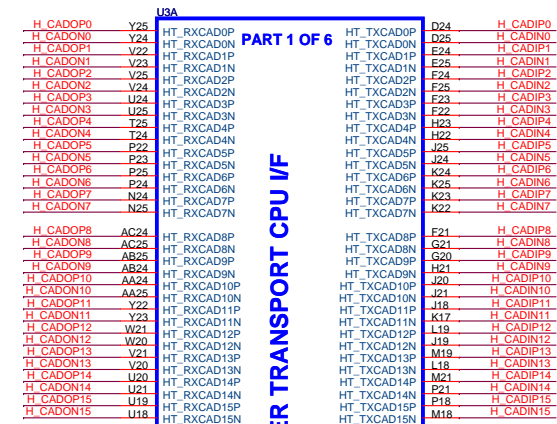 U3A
PART 1 OF 6
H_CADOP0 Y25 HT_RXCAD0P HT_TXCAD0P D24 H_CADIP0
H_CADON0 Y24 HT_RXCAD0N HT_TXCAD0N D25 H_CADIN0
H_CADOP1 V22 HT_RXCAD1P HT_TXCAD1P E24 H_CADIP1
H_CADON1 V23 HT_RXCAD1N HT_TXCAD1N E25 H_CADIN1
H_CADOP2 V25 HT_RXCAD2P HT_TXCAD2P F24 H_CADIP2
H_CADON2 V24 HT_RXCAD2N HT_TXCAD2N F25 H_CADIN2
H_CADOP3 U24 HT_RXCAD3P HT_TXCAD3P F23 H_CADIP3
H_CADON3 U25 HT_RXCAD3N HT_TXCAD3N F22 H_CADIN3
H_CADOP4 T25 HT_RXCAD4P HT_TXCAD4P H23 H_CADIP4
H_CADON4 T24 HT_RXCAD4N HT_TXCAD4N H22 H_CADIN4
H_CADOP5 P22 HT_RXCAD5P HT_TXCAD5P J25 H_CADIP5
H_CADON5 P23 HT_RXCAD5N HT_TXCAD5N J24 H_CADIN5
H_CADOP6 P25 HT_RXCAD6P HT_TXCAD6P K24 H_CADIP6
H_CADON6 P24 HT_RXCAD6N HT_TXCAD6N K25 H_CADIN6
H_CADOP7 N24 HT_RXCAD7P HT_TXCAD7P K23 H_CADIP7
H_CADON7 N25 HT_RXCAD7N HT_TXCAD7N K22 H_CADIN7
H_CADOP8 AC24 HT_RXCAD8P HT_TXCAD8P F21 H_CADIP8
H_CADON8 AC25 HT_RXCAD8N HT_TXCAD8N G21 H_CADIN8
H_CADOP9 AB25 HT_RXCAD9P HT_TXCAD9P G20 H_CADIP9
H_CADON9 AB24 HT_RXCAD9N HT_TXCAD9N H21 H_CADIN9
H_CADOP10 AA24 HT_RXCAD10P HT_TXCAD10P J20 H_CADIP10
H_CADON10 AA25 HT_RXCAD10N HT_TXCAD10N J21 H_CADIN10
H_CADOP11 Y22 HT_RXCAD11P HT_TXCAD11P J18 H_CADIP11
H_CADON11 Y23 HT_RXCAD11N HT_TXCAD11N K17 H_CADIN11
H_CADOP12 W21 HT_RXCAD12P HT_TXCAD12P L19 H_CADIP12
H_CADON12 W20 HT_RXCAD12N HT_TXCAD12N J19 H_CADIN12
H_CADOP13 V21 HT_RXCAD13P HT_TXCAD13P M19 H_CADIP13
H_CADON13 V20 HT_RXCAD13N HT_TXCAD13N L18 H_CADIN13
H_CADOP14 U20 HT_RXCAD14P HT_TXCAD14P M21 H_CADIP14
H_CADON14 U21 HT_RXCAD14N HT_TXCAD14N P21 H_CADIN14
H_CADOP15 U19 HT_RXCAD15P HT_TXCAD15P P18 H_CADIP15
H_CADON15 U18 HT_RXCAD15N HT_TXCAD15N M18 H_CADIN15
ER TRANSPORT CPU I/F